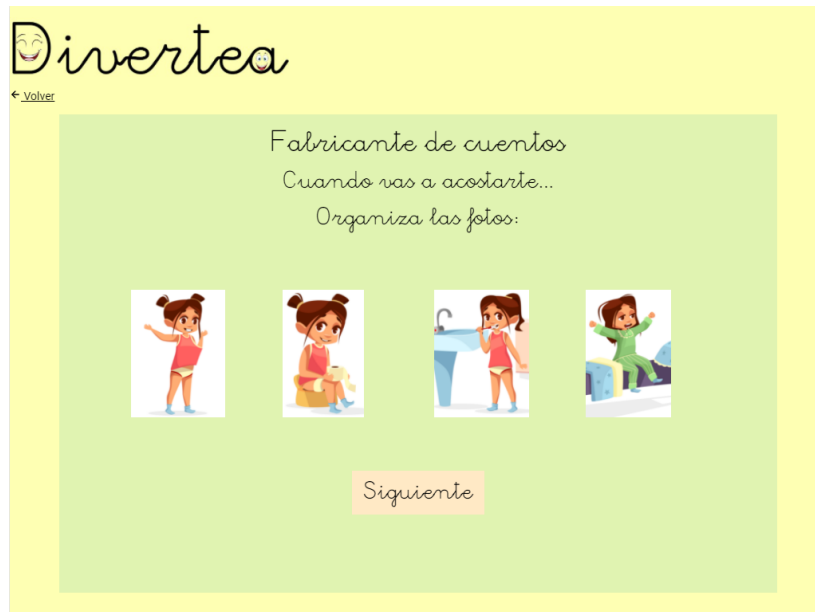 Divertea
← Volver
Fabricante de cuentos
Cuando vas a acostarte...
Organiza las fotos:
Siguiente